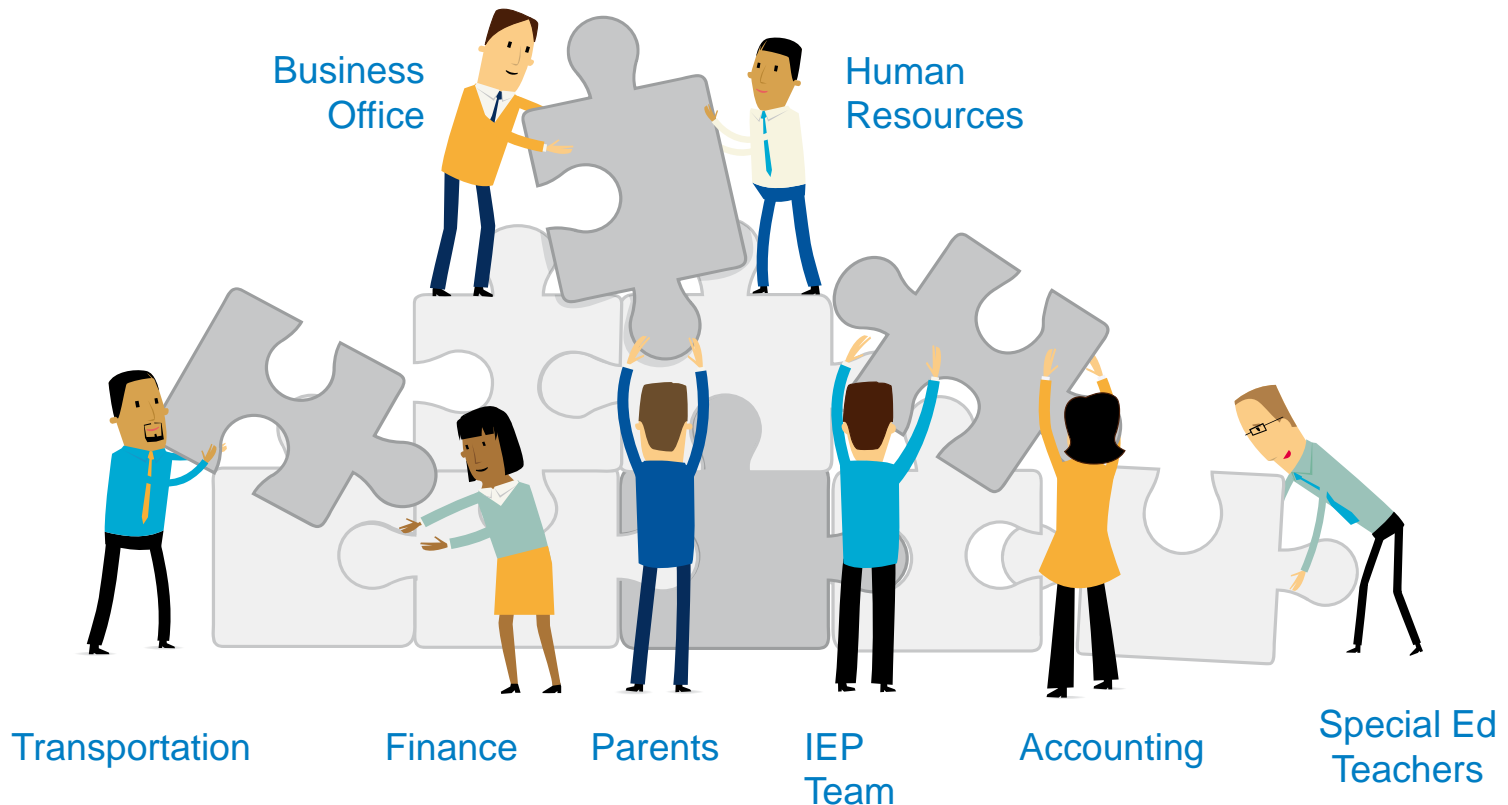 Business
Office
Human
Resources
Transportation
Finance
Parents
IEP
Team
Accounting
Special Ed
Teachers